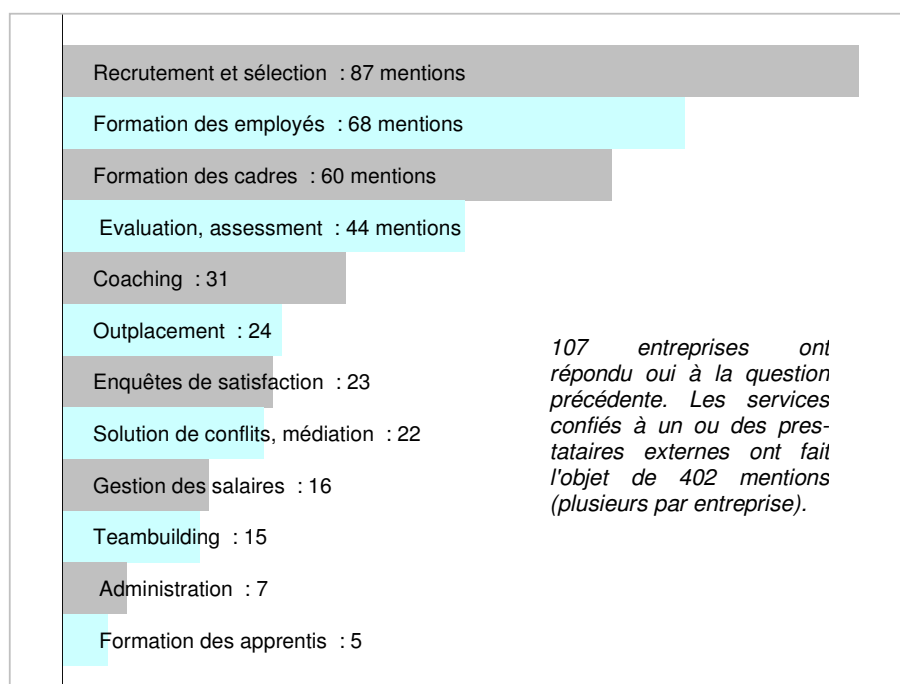 Recrutement et sélection : 87 mentions
Formation des employés : 68 mentions
Formation des cadres : 60 mentions
Evaluation, assessment : 44 mentions
Coaching : 31
Outplacement : 24
Enquêtes de satisfaction : 23
Solution de conflits, médiation : 22
Gestion des salaires : 16
Teambuilding : 15
Administration : 7
Formation des apprentis : 5
107 entreprises ont
répondu oui à la question
précédente. Les services
confiés à un ou des pres-
tataires externes ont fait
l'objet de 402 mentions
(plusieurs par entreprise).